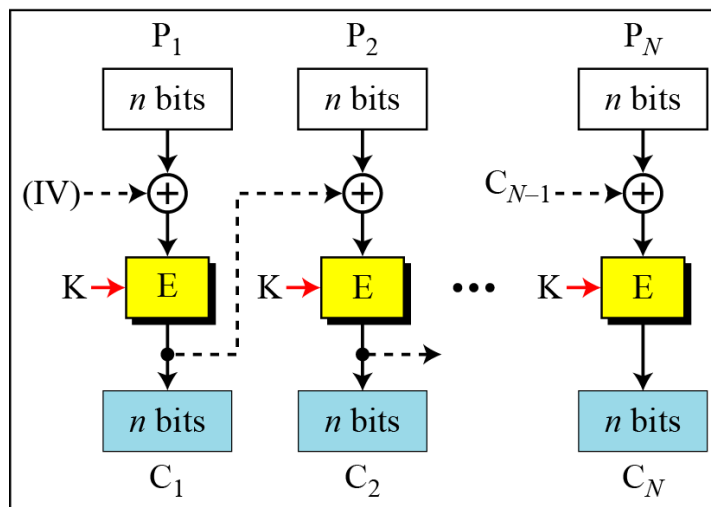 P1 P2 PN
n bits n bits n bits
(IV) CN–1
K E K E ••• K E
n bits n bits n bits
C1 C2 CN